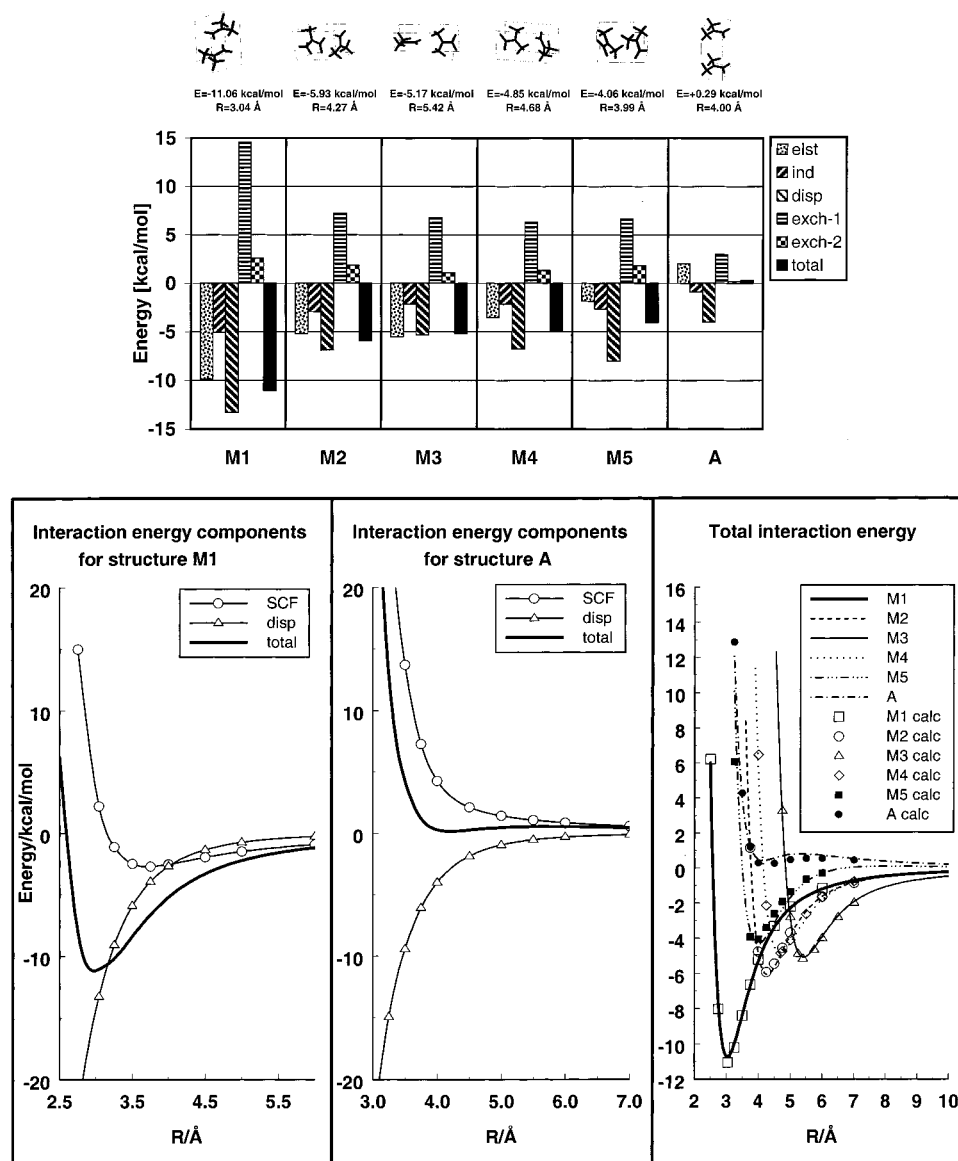 E=-11.06 kcal/mol E=-5.93 kcal/mol E=-5.17 kcal/mol E=-4.85 kcal/mol E=-4.06 kcal/mol E=+0.29 kcal/mol
R=3.04 Å R=4.27 Å R=5.42 Å R=4.68 Å R=3.99 Å R=4.00 Å
Energy [kcal/mol]
15
10
5
0
-5
-10
-15
elst
ind
disp
exch-1
exch-2
total
M1 M2 M3 M4 M5 A
Interaction energy components
for structure M1
Energy/kcal/mol
20
10
0
-10
-20
SCF
disp
total
2.5 3.5 4.5 5.5
R/Å
Interaction energy components
for structure A
20
10
0
-10
-20
SCF
disp
total
3.0 4.0 5.0 6.0 7.0
R/Å
Total interaction energy
16
14
12
10
8
6
4
2
0
-2
-4
-6
-8
-10
-12
M1
M2
M3
M4
M5
A
M1 calc
M2 calc
M3 calc
M4 calc
M5 calc
A calc
2 3 4 5 6 7 8 9 10
R/Å